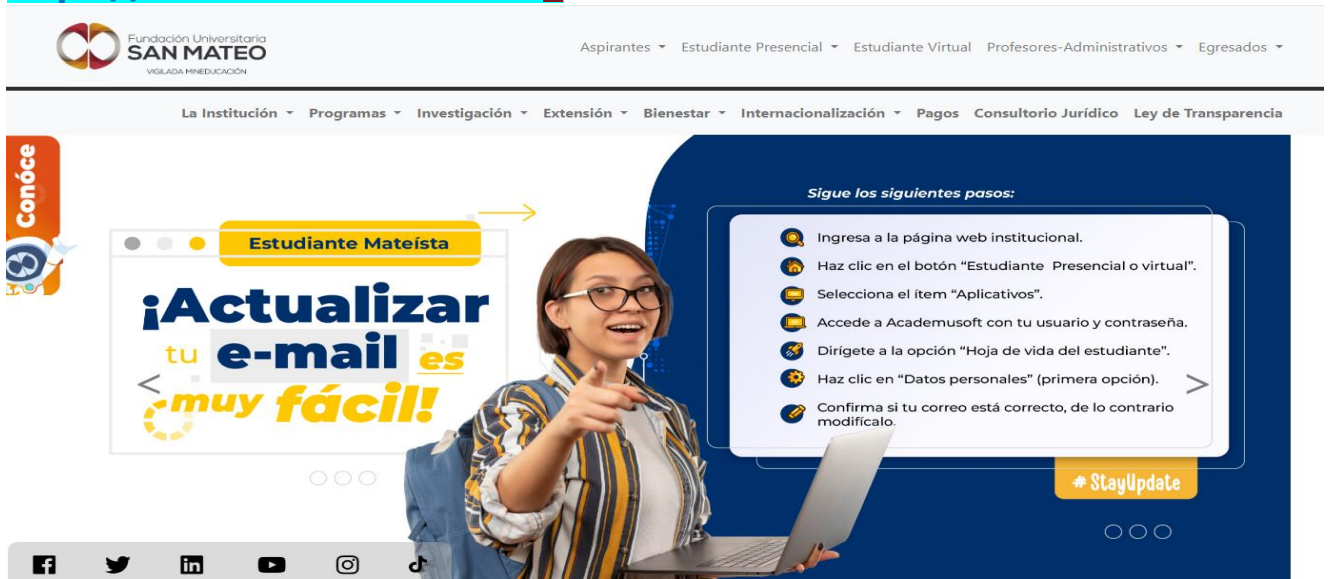 Fundación Universitaria
SAN MATEO
VIGILADA MINEDUCACIÓN
Aspirantes Estudiante Presencial Estudiante Virtual Profesores-Administrativos Egresados
La Institución Programas Investigación Extensión Bienestar Internacionalización Pagos Consultorio Jurídico Ley de Transparencia
Conóce
Estudiante Mateísta
¡Actualizar
tu e-mail es
muy fácil!
Sigue los siguientes pasos:
Ingresa a la página web institucional.
Haz clic en el botón “Estudiante Presencial o virtual”.
Selecciona el ítem “Aplicativos”.
Accede a Academusoft con tu usuario y contraseña.
Dirígete a la opción “Hoja de vida del estudiante”.
Haz clic en “Datos personales” (primera opción).
Confirma si tu correo está correcto, de lo contrario
modifícalo.
# StayUpdate